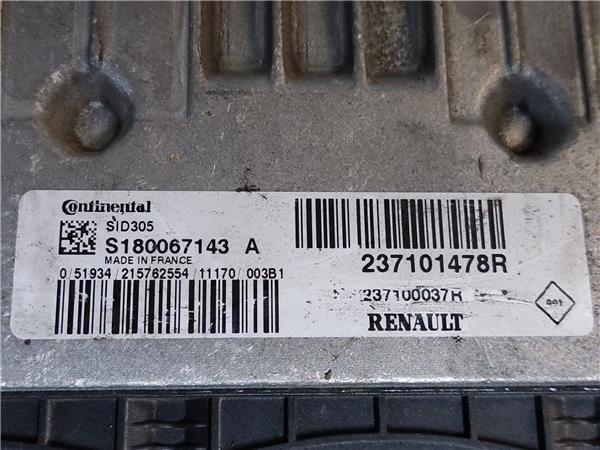 Continental
SID305
S180067143 A
MADE IN FRANCE
0/51934/215762554/11170/003B1
237101478R
237100037R
RENAULT